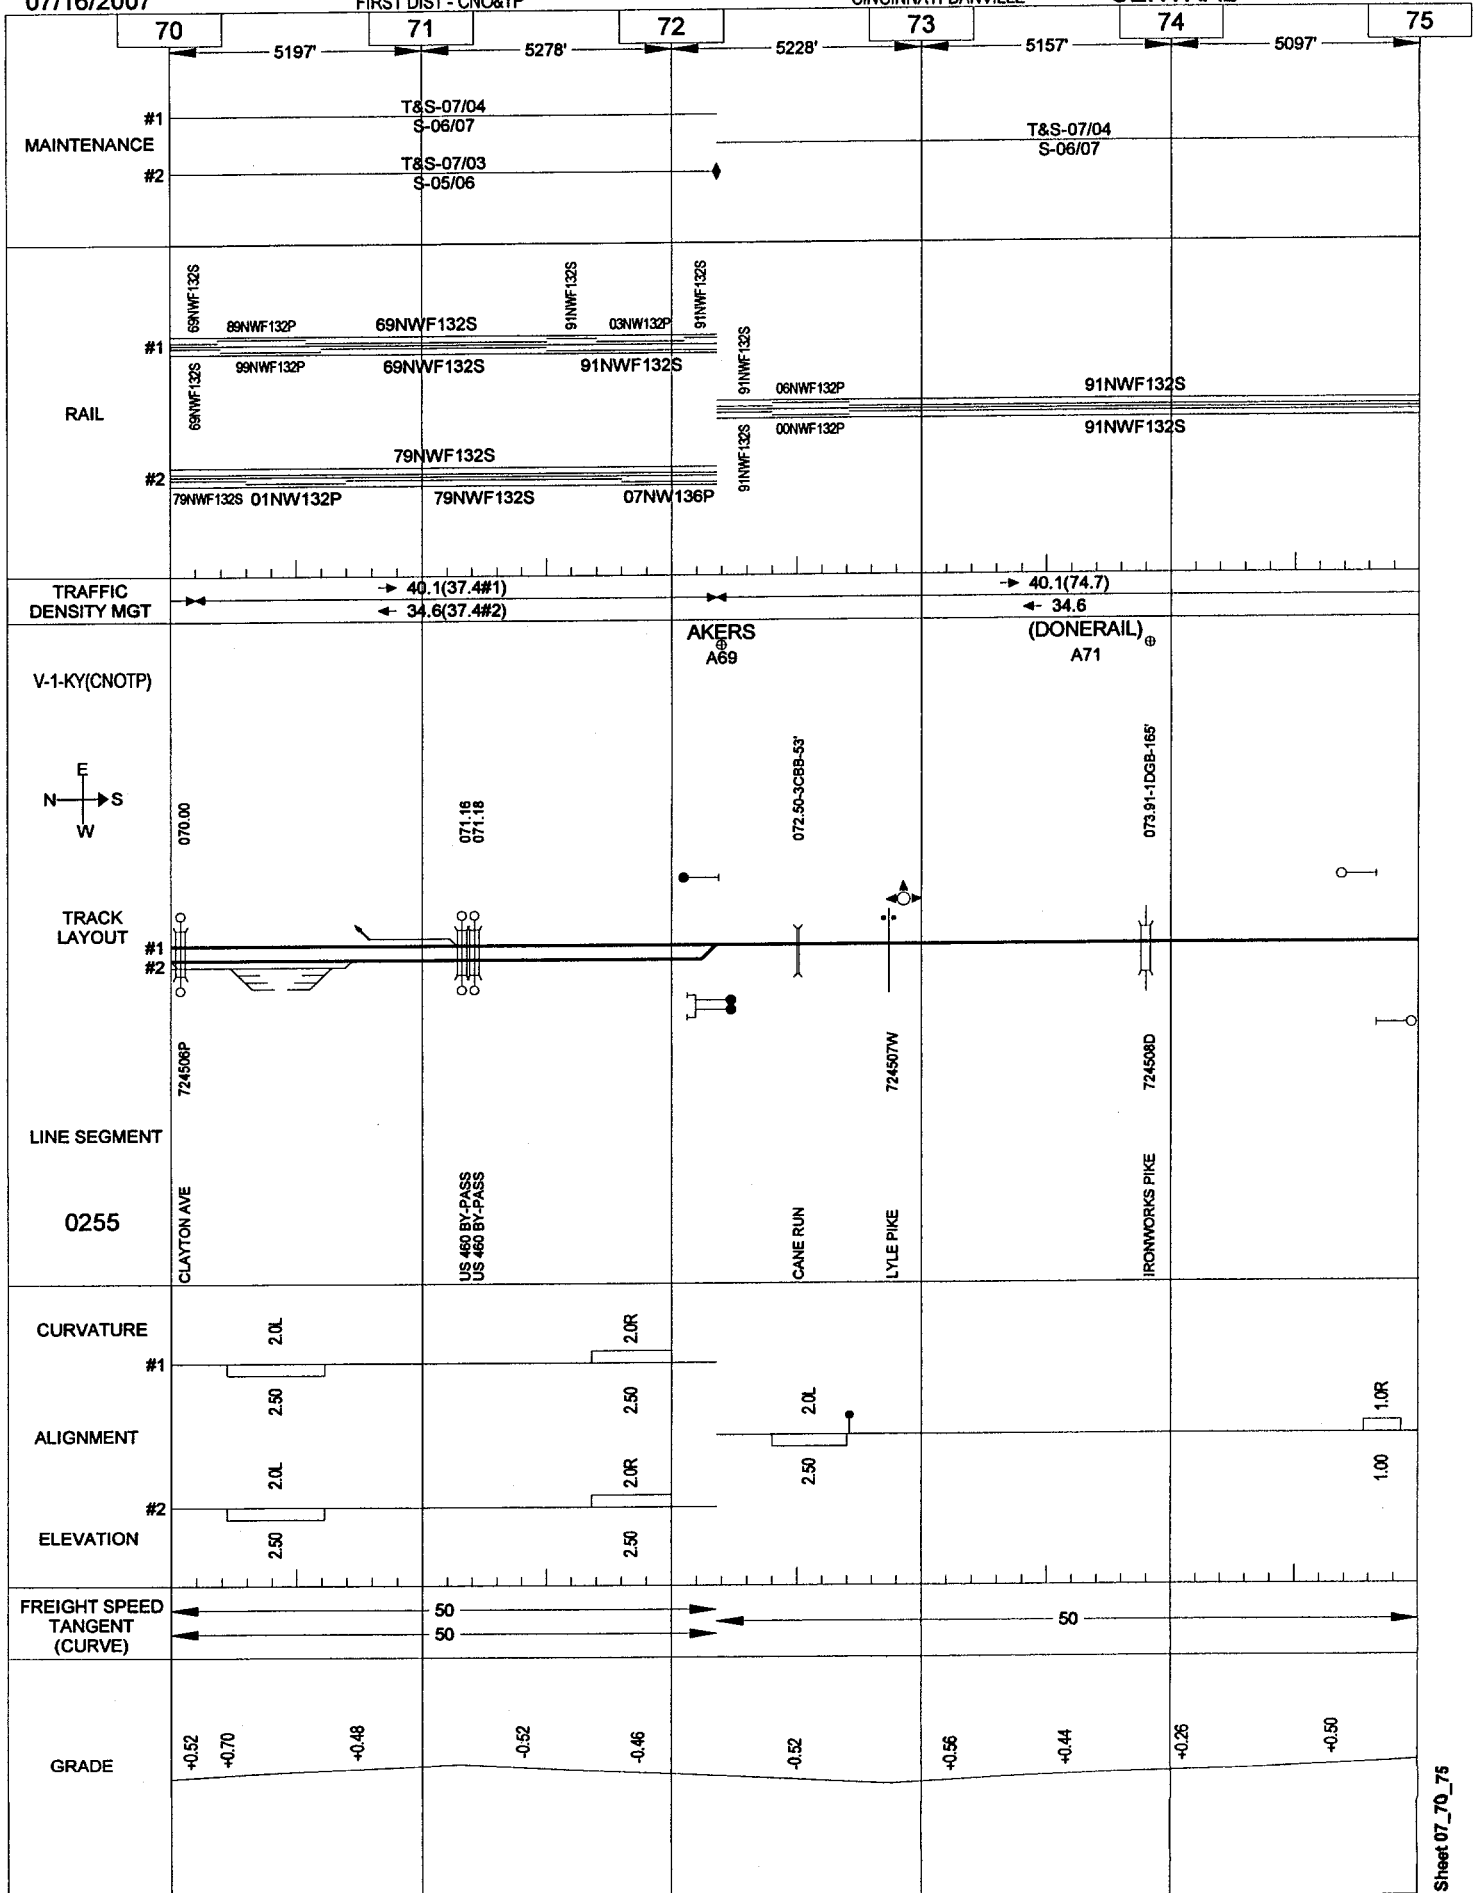 07/16/2007
FIRST DIST - CNO&TP
CINCINNATI-DANVILLE
CENTRAL
70 71 72 73 74 75
5197' 5278' 5228' 5157' 5097'
MAINTENANCE
#1
T&S-07/04
S-06/07
#2
T&S-07/03
S-05/06
T&S-07/04
S-06/07
RAIL
#1
69NWF132S
89NWF132P
69NWF132S
91NWF132S
03NW132P
91NWF132S
69NWF132S
99NWF132P
69NWF132S
91NWF132S
91NWF132S
06NWF132P
91NWF132S
91NWF132S
00NWF132P
91NWF132S
#2
79NWF132S
79NWF132S
01NW132P
79NWF132S
07NW136P
TRAFFIC
DENSITY MGT
40.1(37.4#1)
34.6(37.4#2)
40.1(74.7)
34.6
V-1-KY(CNOTP)
AKERS
A69
(DONERAIL)
A71
E
N S
W
070.00
071.16
071.18
072.50-3CBB-53'
073.91-1DGB-165'
TRACK
LAYOUT
#1
#2
724506P
724507W
724508D
LINE SEGMENT
0255
CLAYTON AVE
US 460 BY-PASS
US 460 BY-PASS
CANE RUN
LYLE PIKE
IRONWORKS PIKE
CURVATURE
#1
2.0L
2.50
2.0R
2.50
ALIGNMENT
2.0L
2.50
1.0R
1.00
#2
2.0L
2.50
2.0R
2.50
ELEVATION
FREIGHT SPEED
TANGENT
(CURVE)
50
50
50
GRADE
+0.52
+0.70
+0.48
-0.52
-0.46
-0.52
+0.56
+0.44
+0.26
+0.50
Sheet 07_70_75